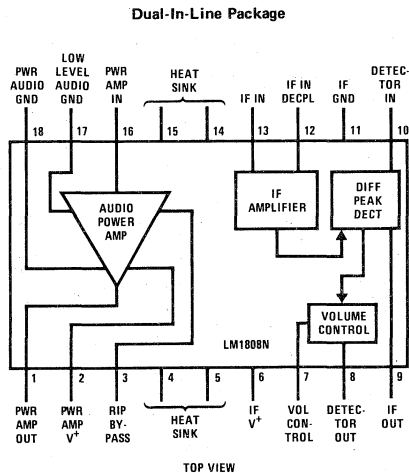 Dual-In-Line Package
PWR
AUDIO
GND
LOW
LEVEL
AUDIO
GND
PWR
AMP
IN
HEAT
SINK
IF IN
IF IN
DECPL
IF
GND
DETEC-
TOR
IN
18
17
16
15
14
13
12
11
10
AUDIO
POWER
AMP
IF
AMPLIFIER
DIFF
PEAK
DECT
VOLUME
CONTROL
LM1808N
1
2
3
4
5
6
7
8
9
PWR
AMP
OUT
PWR
AMP
V+
RIP
BY-
PASS
HEAT
SINK
IF
V+
VOL
CON-
TROL
DETEC-
TOR
OUT
IF
OUT
TOP VIEW